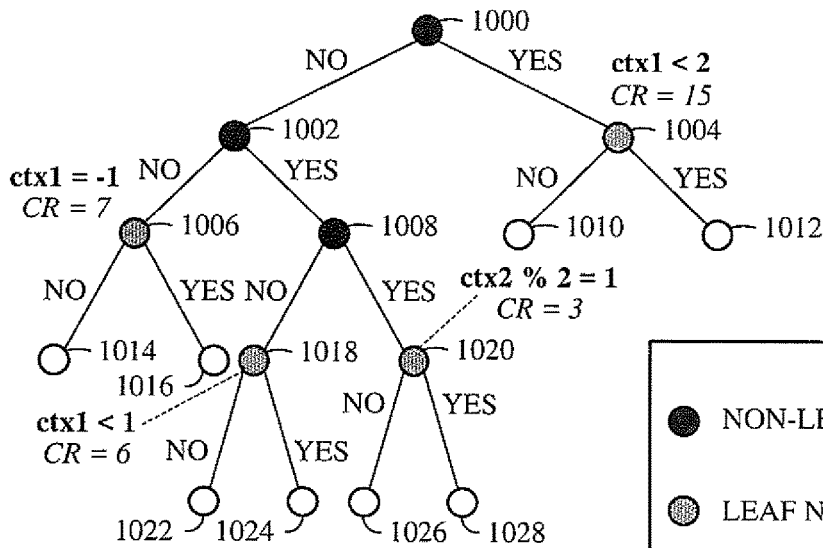 1000
NO
YES
ctx1 < 2
CR = 15
1002
1004
ctx1 = -1
CR = 7
NO
YES
NO
YES
1006
1008
1010
1012
NO
YES
NO
YES
ctx2 % 2 = 1
CR = 3
1014
1016
1018
1020
ctx1 < 1
CR = 6
NO
YES
NO
YES
1022
1024
1026
1028
NON-LE
LEAF N